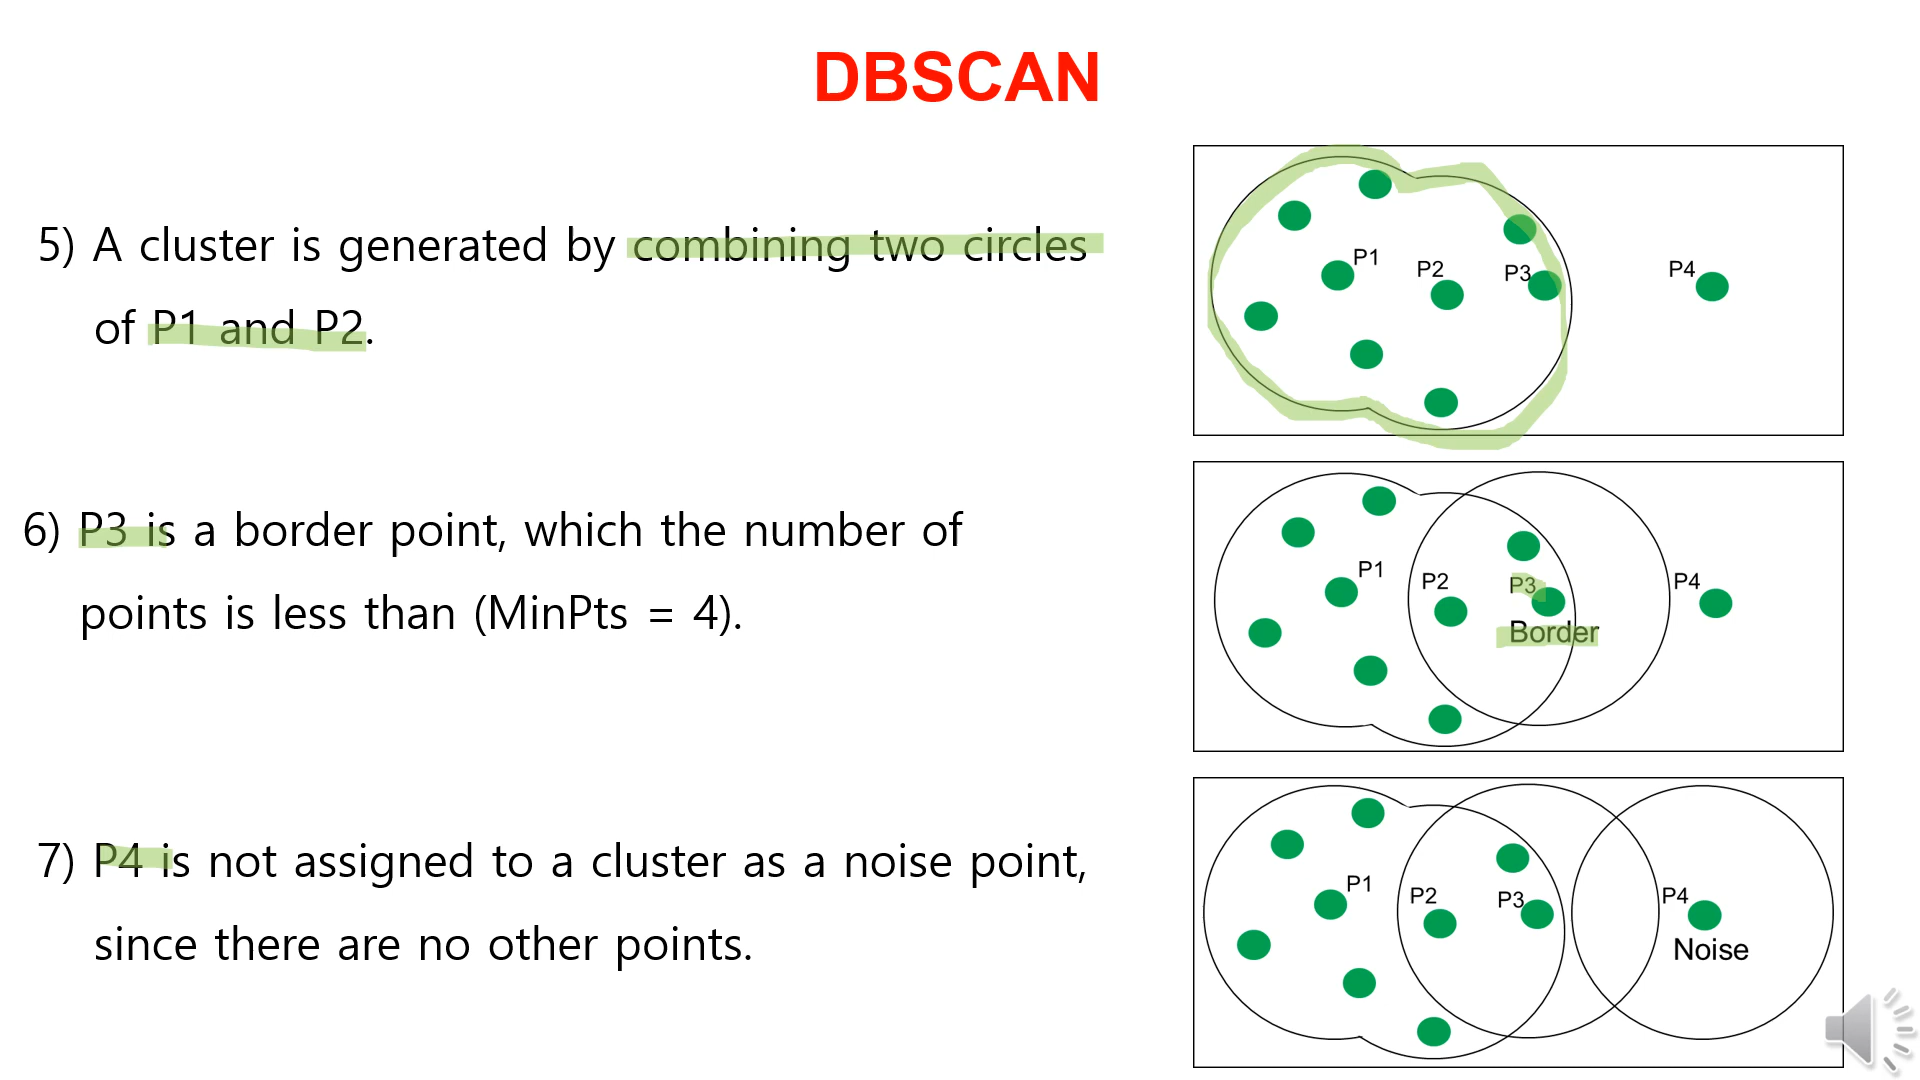 DBSCAN
5) A cluster is generated by combining two circles
of P1 and P2.
P1
P2
P3
P4
6) P3 is a border point, which the number of
points is less than (MinPts = 4).
P1
P2
P3
P4
Border
7) P4 is not assigned to a cluster as a noise point,
since there are no other points.
P1
P2
P3
P4
Noise